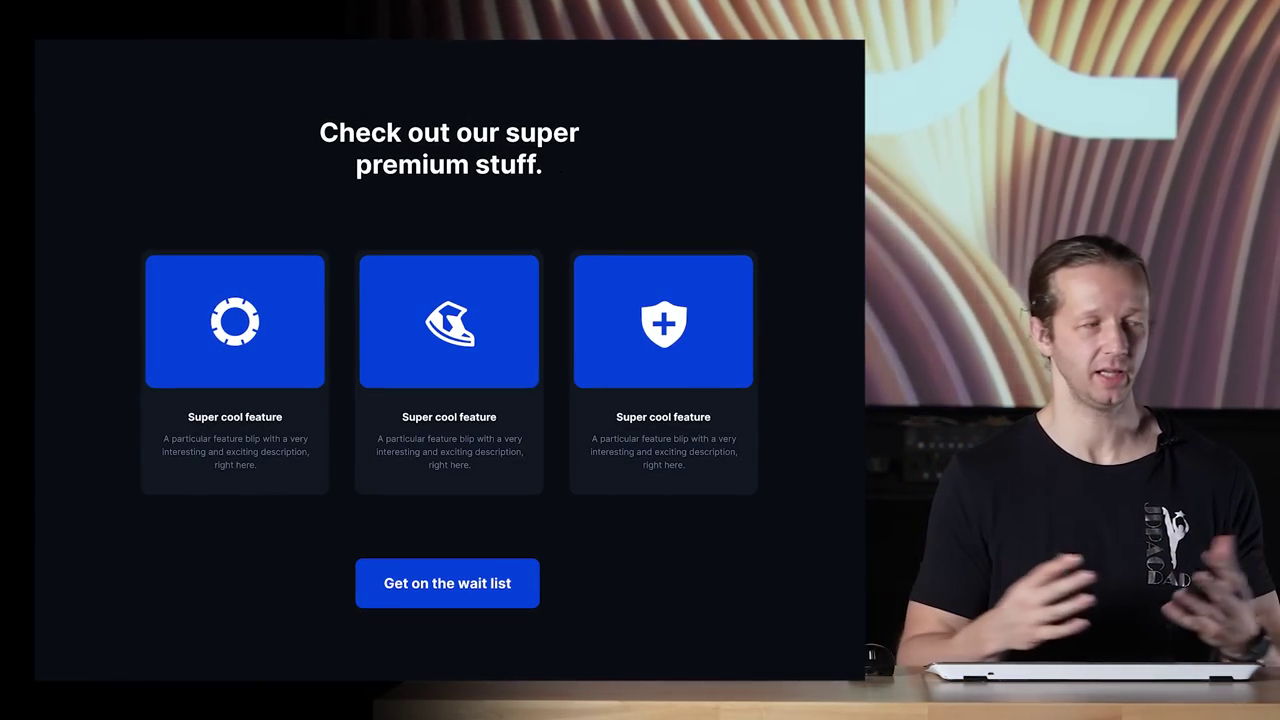 Check out our super
premium stuff.
Super cool feature
A particular feature blip with a very
interesting and exciting description,
right here.
Super cool feature
A particular feature blip with a very
interesting and exciting description,
right here.
Super cool feature
A particular feature blip with a very
interesting and exciting description,
right here.
Get on the wait list
JDPAC
DAD